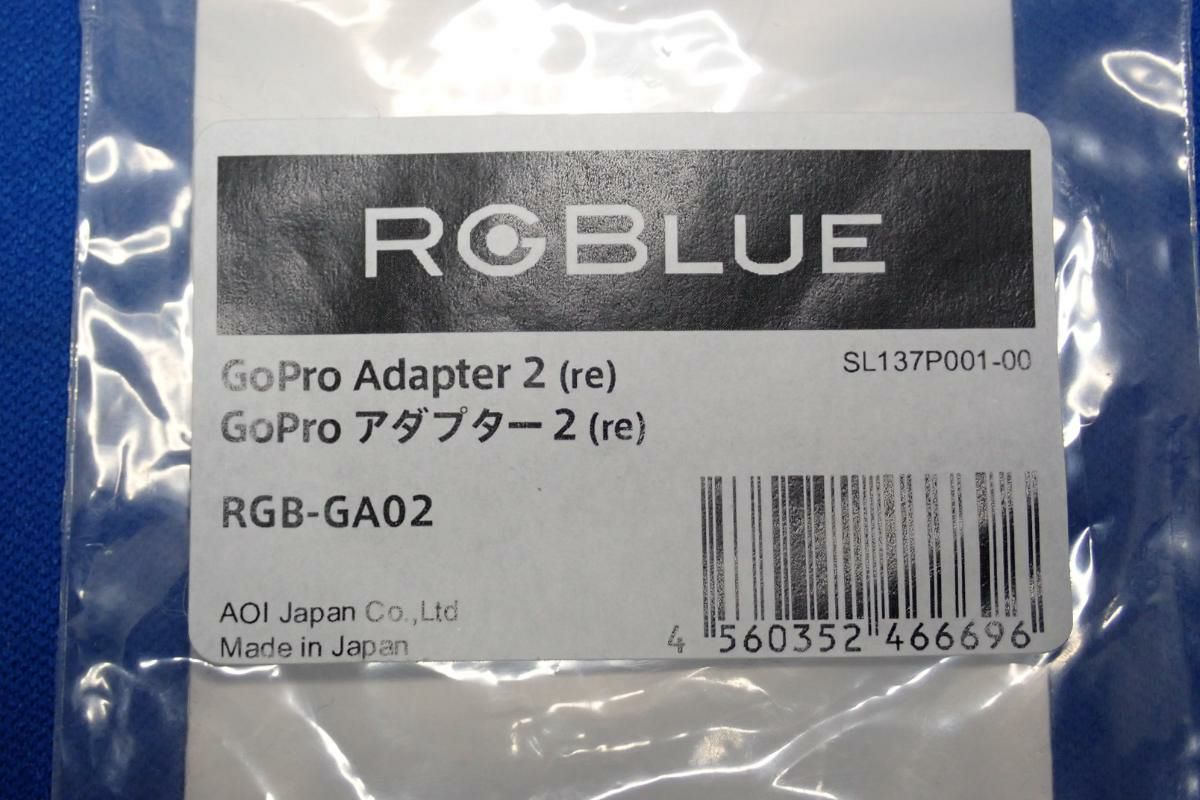 RGBLUE
GoPro Adapter 2 (re)
SL137P001-00
GoPro アダプター 2 (re)
RGB-GA02
AOI Japan Co.,Ltd
Made in Japan
4 560352 466696